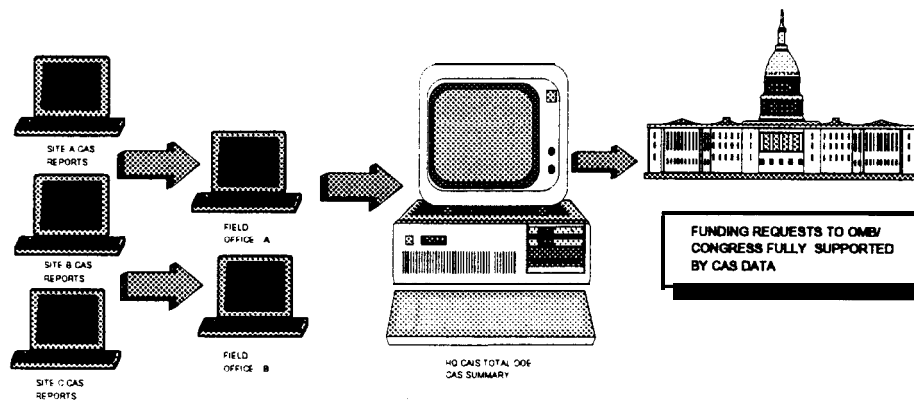 SITE A CAS
REPORTS
SITE B CAS
REPORTS
SITE C CAS
REPORTS
FIELD
OFFICE A
FIELD
OFFICE B
HQ CAIS TOTAL DOE
CAS SUMMARY
FUNDING REQUESTS TO OMB/
CONGRESS FULLY SUPPORTED
BY CAS DATA